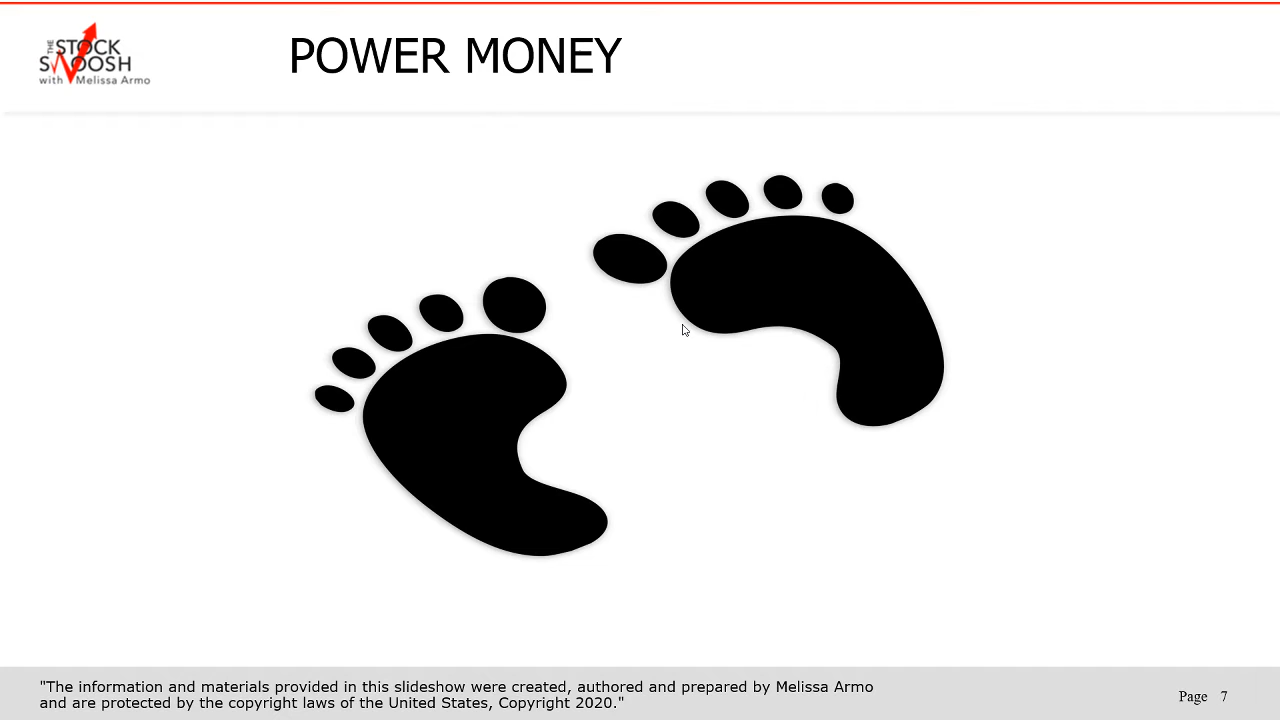 THE
STOCK
SWOOSH
with Melissa Armo
POWER MONEY
"The information and materials provided in this slideshow were created, authored and prepared by Melissa Armo
and are protected by the copyright laws of the United States, Copyright 2020."
Page 7